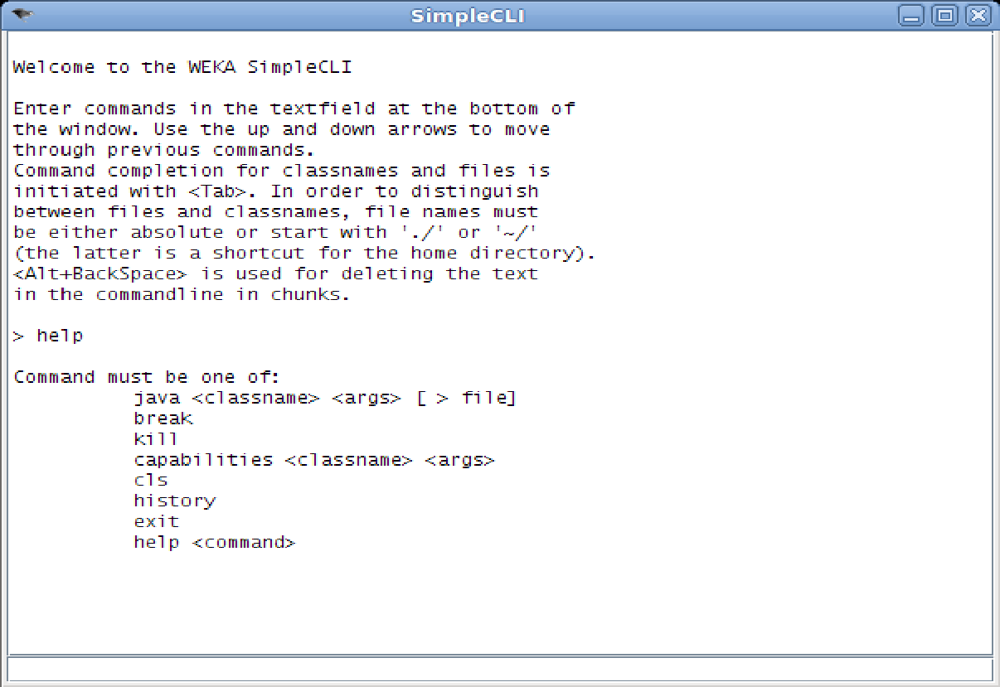 SimpleCLI
Welcome to the WEKA SimpleCLI
Enter commands in the textfield at the bottom of
the window. Use the up and down arrows to move
through previous commands.
Command completion for classnames and files is
initiated with <Tab>. In order to distinguish
between files and classnames, file names must
be either absolute or start with './' or '~/'
(the latter is a shortcut for the home directory).
<Alt+BackSpace> is used for deleting the text
in the commandline in chunks.
> help
Command must be one of:
java <classname> <args> [ > file]
break
kill
capabilities <classname> <args>
cls
history
exit
help <command>